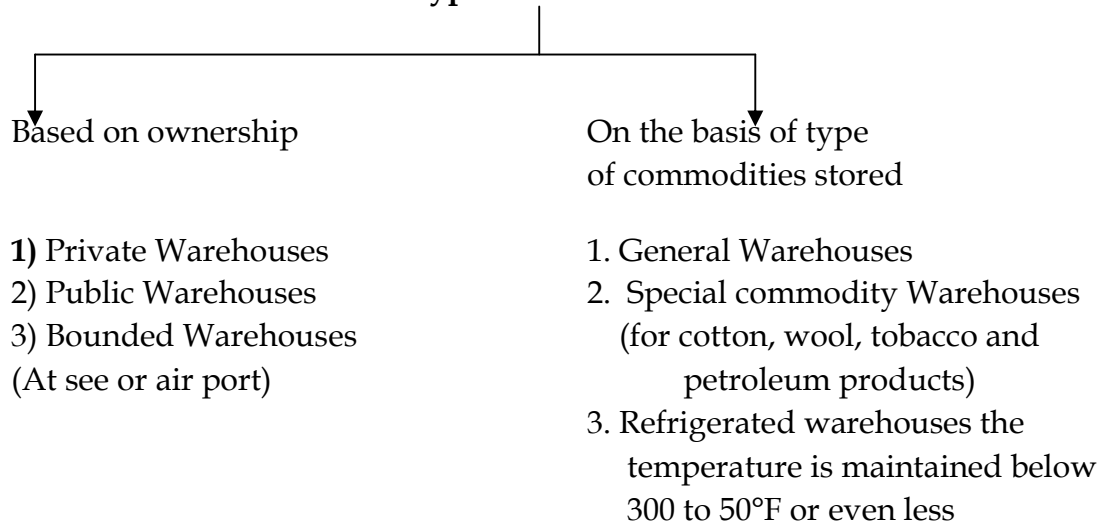 Based on ownership
1) Private Warehouses
2) Public Warehouses
3) Bounded Warehouses
(At see or air port)
On the basis of type
of commodities stored
1. General Warehouses
2. Special commodity Warehouses
(for cotton, wool, tobacco and
petroleum products)
3. Refrigerated warehouses the
temperature is maintained below
300 to 50°F or even less